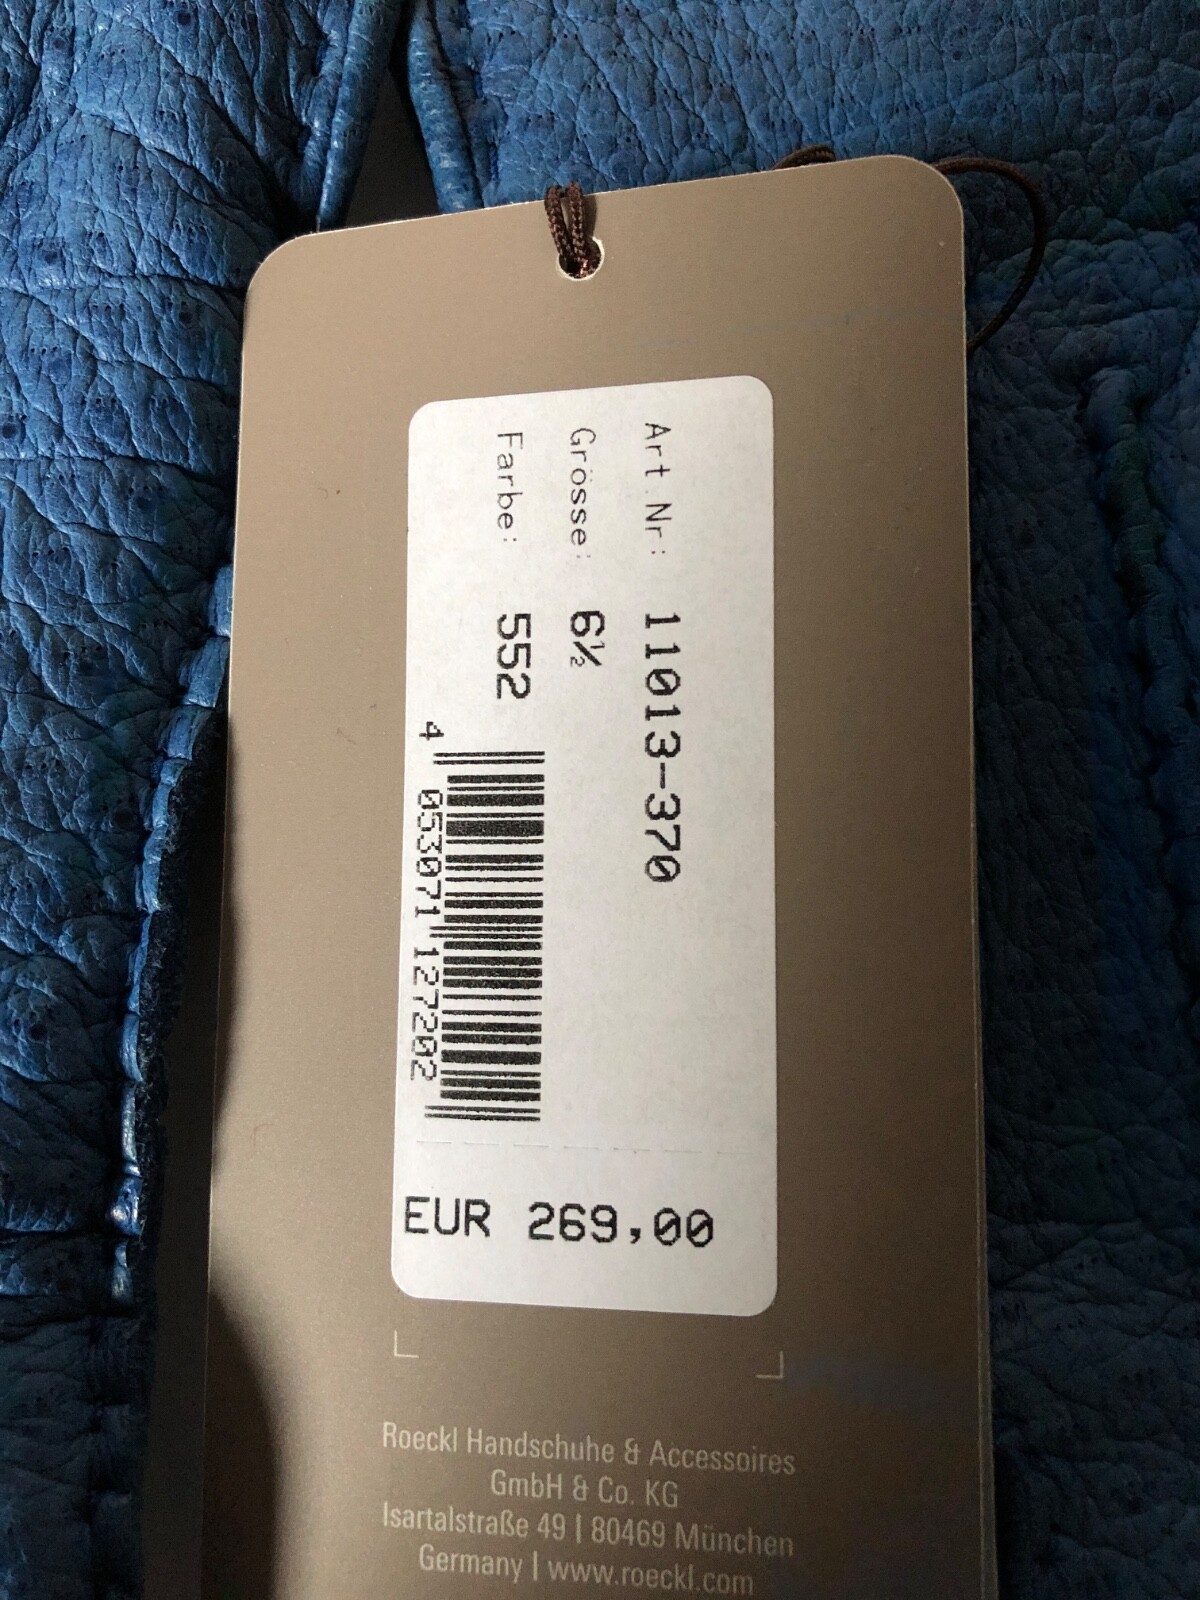 Art Nr: 11013-370
Grösse: 6½
Farbe: 552
4 053071 127202
EUR 269,00
Roeckl Handschuhe & Accessoires
GmbH & Co. KG
Isartalstraße 49 | 80469 München
Germany | www.roeckl.com